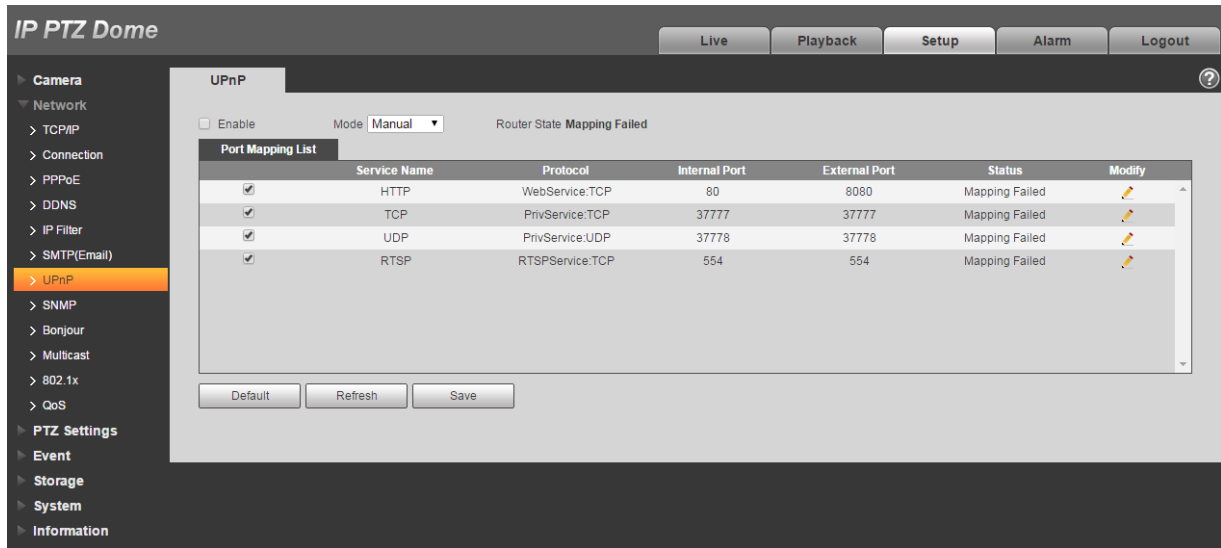 IP PTZ Dome
Live Playback Setup Alarm Logout
Camera
Network
TCP/IP
Connection
PPPoE
DDNS
IP Filter
SMTP(Email)
UPnP
SNMP
Bonjour
Multicast
802.1x
QoS
PTZ Settings
Event
Storage
System
Information
UPnP ?
Enable Mode Manual Router State Mapping Failed
Port Mapping List
Service Name Protocol Internal Port External Port Status Modify
HTTP WebService:TCP 80 8080 Mapping Failed
TCP PrivService:TCP 37777 37777 Mapping Failed
UDP PrivService:UDP 37778 37778 Mapping Failed
RTSP RTSPService:TCP 554 554 Mapping Failed
Default Refresh Save